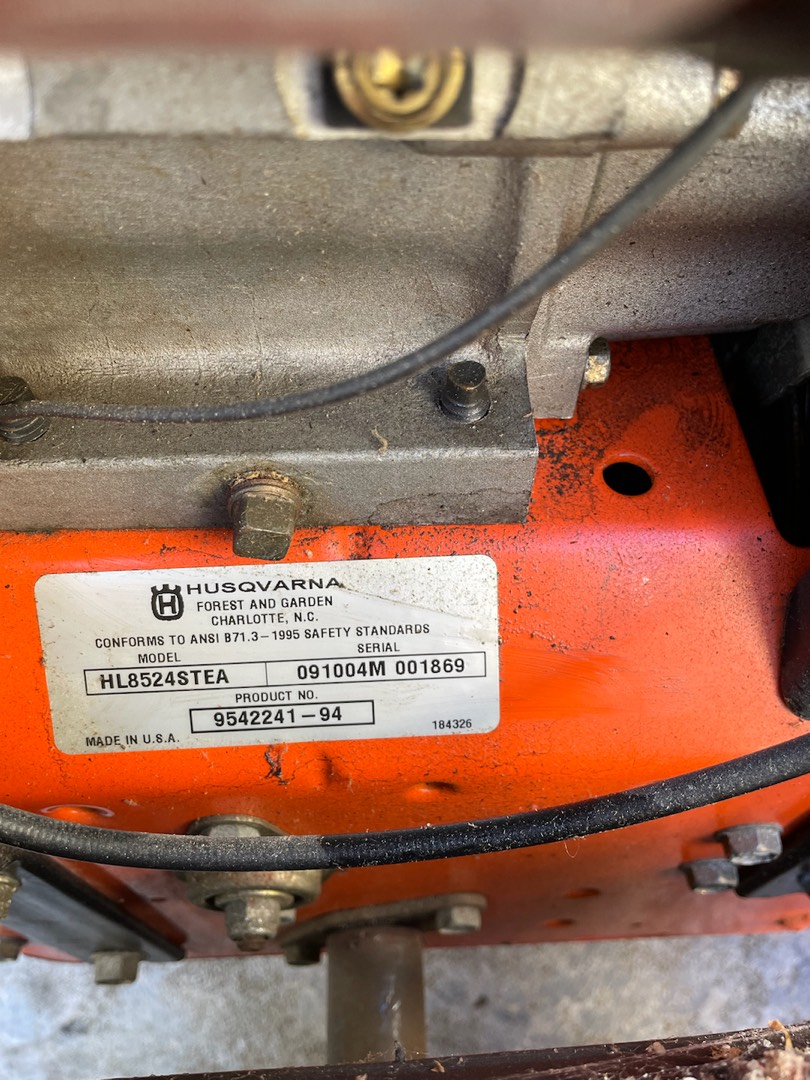 HUSQVARNA
FOREST AND GARDEN
CHARLOTTE, N.C.
CONFORMS TO ANSI B71.3-1995 SAFETY STANDARDS
MODEL SERIAL
HL8524STEA 091004M 001869
PRODUCT NO.
9542241-94
MADE IN U.S.A. 184326